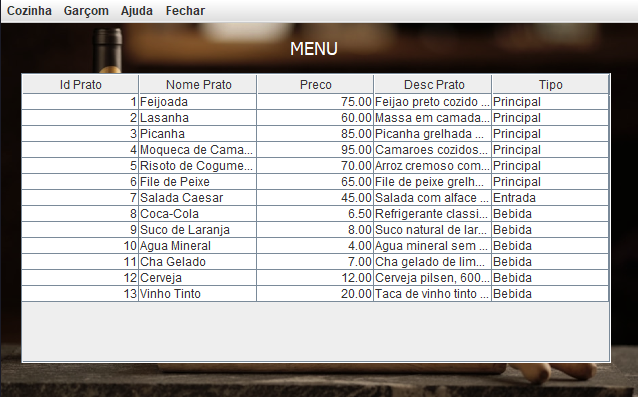 Cozinha Garçom Ajuda Fechar
MENU
Id Prato Nome Prato Preco Desc Prato Tipo
1 Feijoada 75.00 Feijao preto cozido ... Principal
2 Lasanha 60.00 Massa em camada... Principal
3 Picanha 85.00 Picanha grelhada ... Principal
4 Moqueca de Cama... 95.00 Camaroes cozidos... Principal
5 Risoto de Cogume... 70.00 Arroz cremoso com... Principal
6 File de Peixe 65.00 File de peixe grelh... Principal
7 Salada Caesar 45.00 Salada com alface ... Entrada
8 Coca-Cola 6.50 Refrigerante classi... Bebida
9 Suco de Laranja 8.00 Suco natural de lar... Bebida
10 Agua Mineral 4.00 Agua mineral sem ... Bebida
11 Cha Gelado 7.00 Cha gelado de lim... Bebida
12 Cerveja 12.00 Cerveja pilsen, 600... Bebida
13 Vinho Tinto 20.00 Taca de vinho tinto ... Bebida